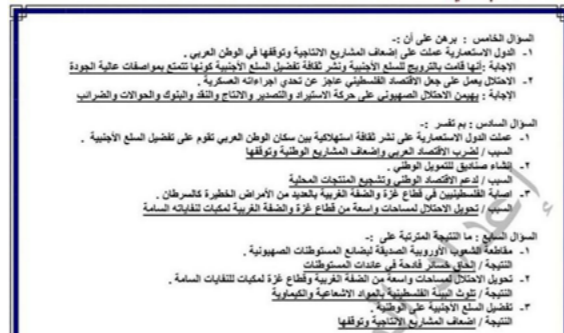 السؤال الخامس : برهن على أن :-
١- الدول الاستعمارية عملت على إضعاف المشاريع الانتاجية وتوقفها في الوطن العربي .
الإجابة :أنها قامت بالترويج للسلع الأجنبية ونشر ثقافة تفضيل السلع الأجنبية كونها تتمتع بمواصفات عالية الجودة
٢- الاحتلال يعمل على جعل الاقتصاد الفلسطيني عاجز عن تحدي اجراءاته العسكرية .
الإجابة : يهيمن الاحتلال الصهيوني على حركة الاستيراد والتصدير والانتاج والنقد والبنوك والحوالات والضرائب
السؤال السادس : بم تفسر :-
١- عملت الدول الاستعمارية على نشر ثقافة استهلاكية بين سكان الوطن العربي تقوم على تفضيل السلع الأجنبية .
السبب / لضرب الاقتصاد العربي وإضعاف المشاريع الوطنية وتوقفها
٢- إنشاء صناديق للتمويل الوطني .
السبب / لدعم الاقتصاد الوطني وتشجيع المنتجات المحلية
٣- اصابة الفلسطينيين في قطاع غزة والضفة الغربية بالعديد من الأمراض الخطيرة كالسرطان .
السبب / تحويل الاحتلال لمساحات واسعة من قطاع غزة والضفة الغربية لمكبات لنفاياته السامة
السؤال السابع : ما النتيجة المترتبة على :-
١- مقاطعة الشعوب الأوروبية الصديقة لبضائع المستوطنات الصهيونية .
النتيجة / إلحاق خسائر فادحة في عائدات المستوطنات
٢- تحويل الاحتلال لمساحات واسعة من الضفة الغربية وقطاع غزة لمكبات للنفايات السامة .
النتيجة / تلوث البيئة الفلسطينية بالمواد الاشعاعية والكيماوية
٣- تفضيل السلع الأجنبية على الوطنية .
النتيجة / إضعاف المشاريع الإنتاجية وتوقفها